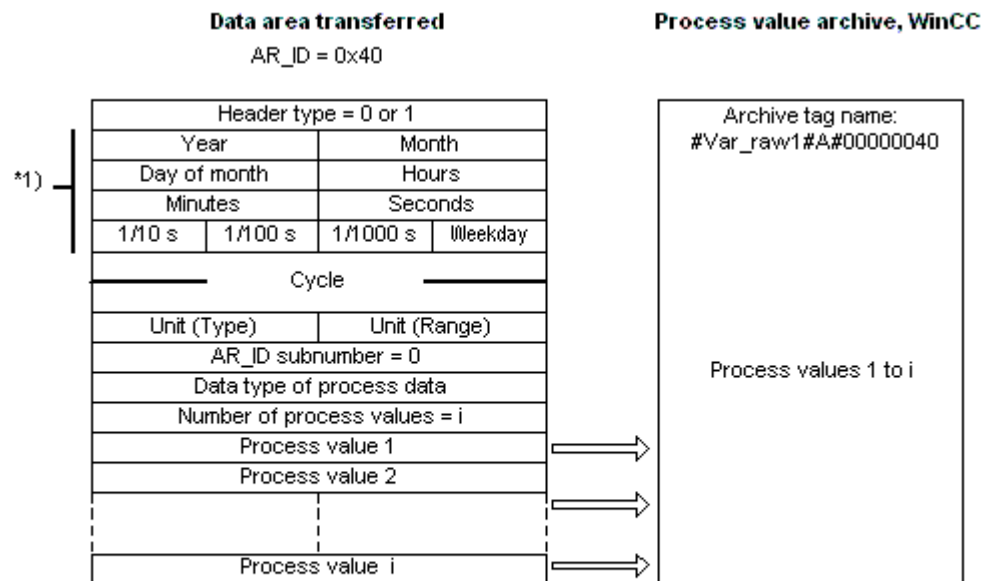 Data area transferred
Process value archive, WinCC
AR_ID = 0x40
Header type = 0 or 1
Archive tag name:
#Var_raw1#A#00000040
Year
Month
*1)
Day of month
Hours
Minutes
Seconds
1/10 s
1/100 s
1/1000 s
Weekday
Cycle
Unit (Type)
Unit (Range)
AR_ID subnumber = 0
Data type of process data
Process values 1 to i
Number of process values = i
Process value 1
Process value 2
Process value i